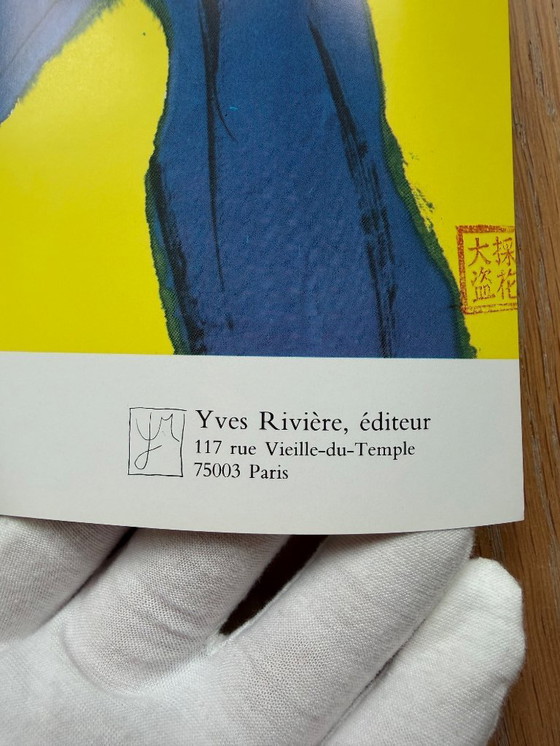 採大
花盗
Yves Rivière, éditeur
117 rue Vieille-du-Temple
75003 Paris